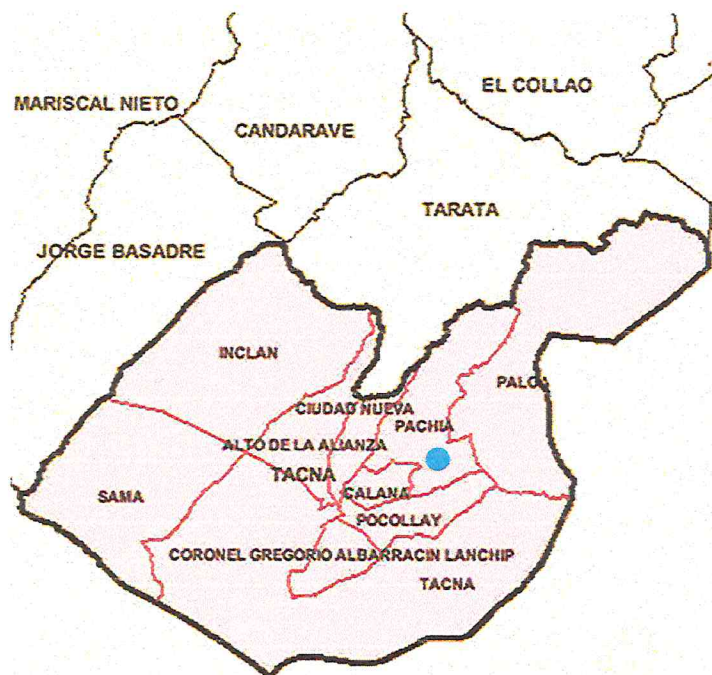 EL COLLAO
MARISCAL NIETO
CANDARAVE
TARATA
JORGE BASADRE
INCLAN
PALC
CIUDAD NUEVA
PACHIA
ALTO DE LA ALIANZA
TACNA
SAMA
CALANA
POCOLLAY
CORONEL GREGORIO ALBARRACIN LANCHIP
TACNA